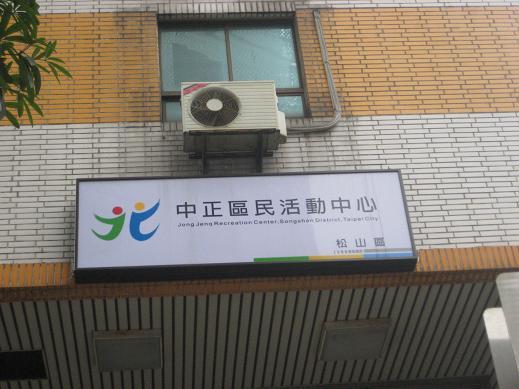 中正區民活動中心
Jong Jeng Recreation Center, Songshan District, Taipei City
松山區